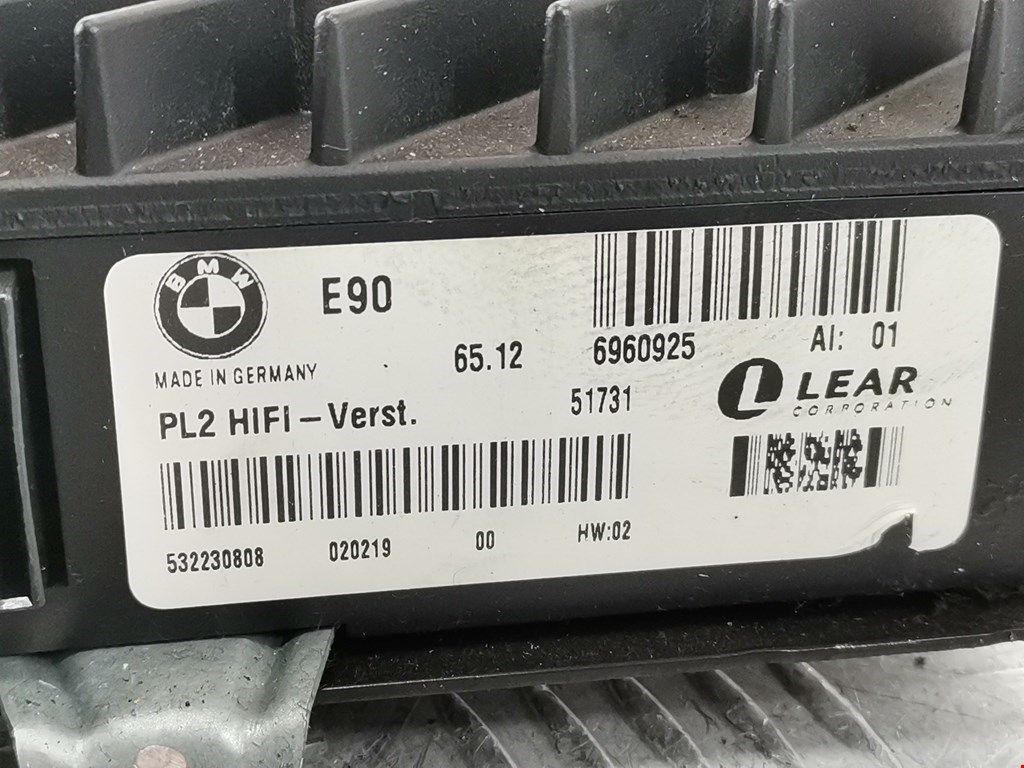 BMW
E90
65.12 6960925 AI: 01
MADE IN GERMANY
PL2 HIFI-Verst. 51731
LEAR
CORPORATION
532230808 020219 00 HW:02